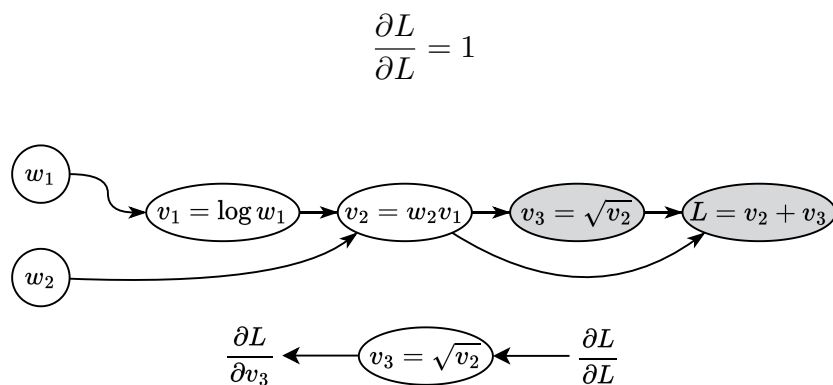 ∂L/∂L = 1
w₁
v₁ = log w₁
v₂ = w₂v₁
v₃ = √v₂
L = v₂ + v₃
w₂
∂L/∂v₃
v₃ = √v₂
∂L/∂L